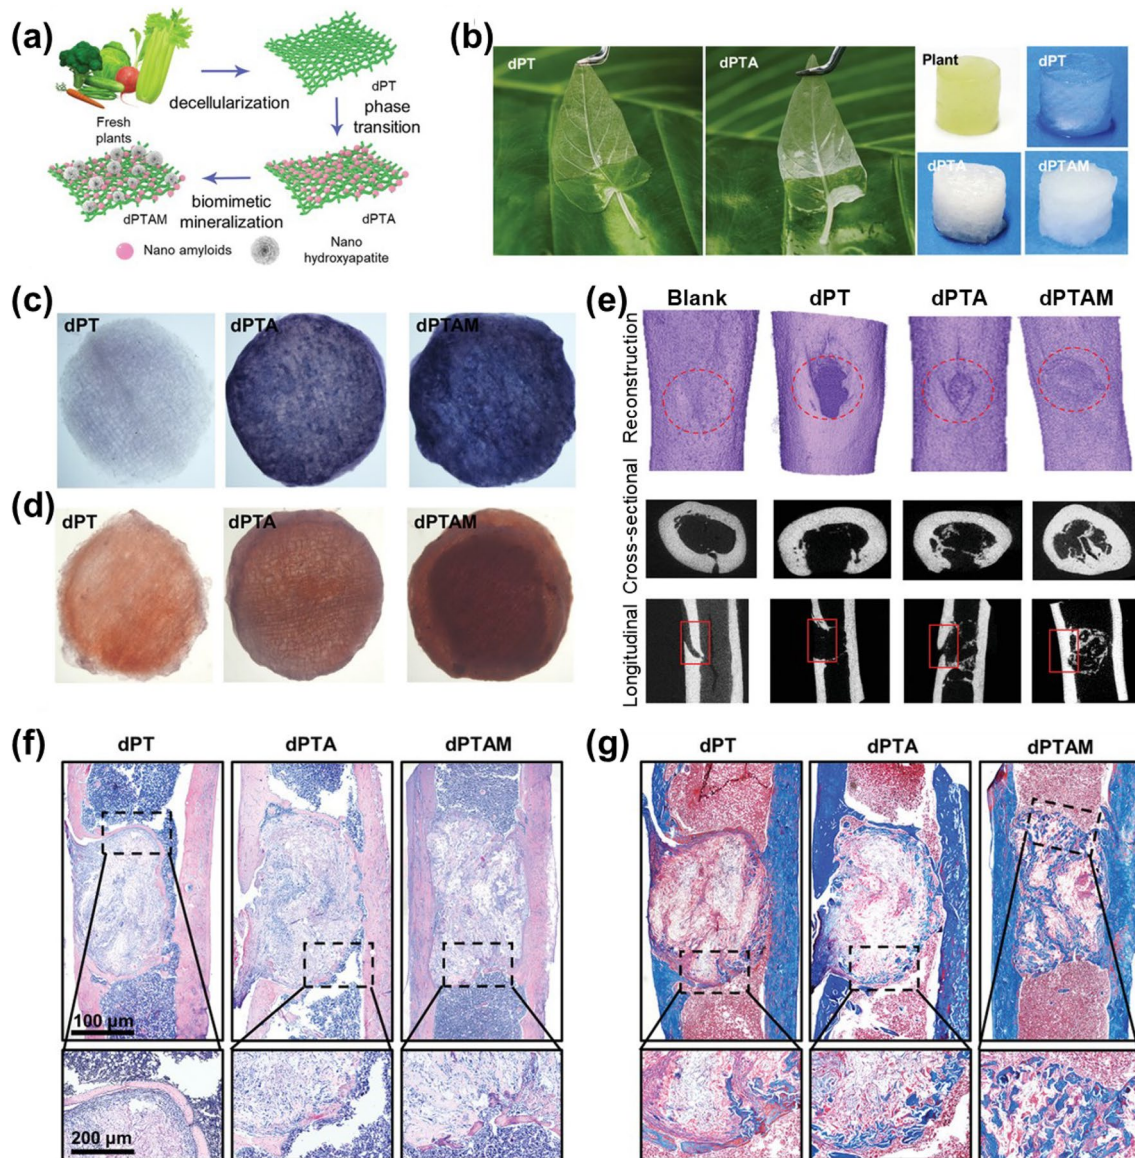 (a)
decellularization
dPT
phase
transition
Fresh
plants
dPTAM
biomimetic
mineralization
dPTA
Nano amyloids
Nano
hydroxyapatite
(b)
dPT
dPTA
Plant
dPT
dPTA
dPTAM
(c)
dPT
dPTA
dPTAM
(d)
dPT
dPTA
dPTAM
(e)
Blank
dPT
dPTA
dPTAM
Reconstruction
Cross-sectional
Longitudinal
(f)
dPT
dPTA
dPTAM
100 μm
200 μm
(g)
dPT
dPTA
dPTAM